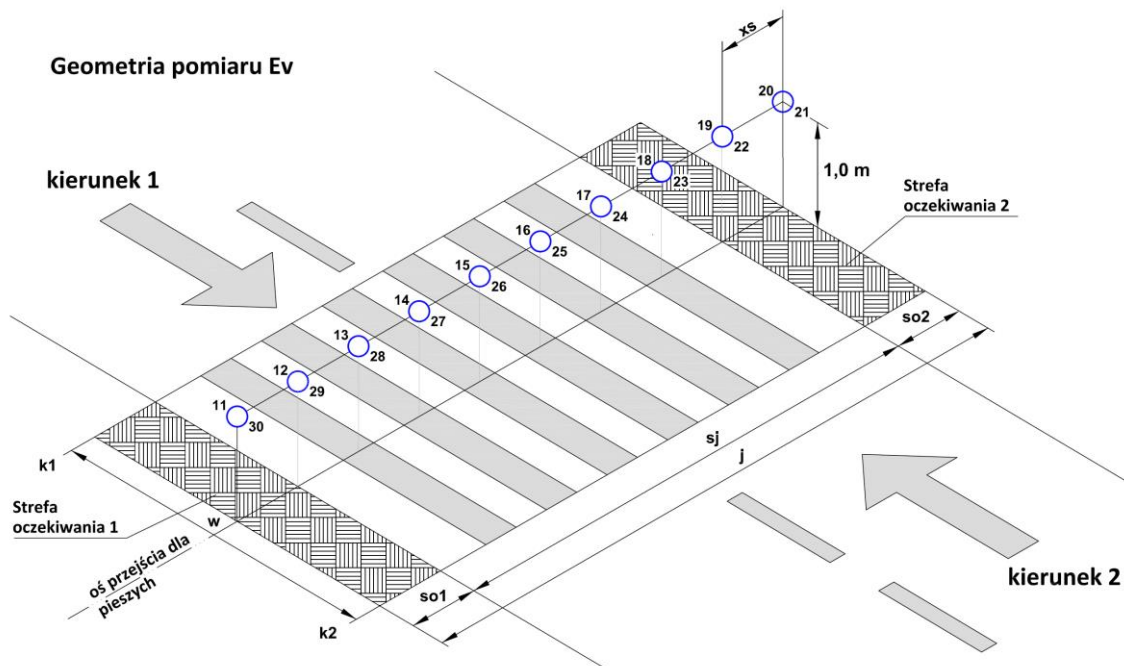 xs
Geometria pomiaru Ev
20
21
19
22
1,0 m
18
23
kierunek 1
Strefa
oczekiwania 2
17
24
16
25
15
26
14
27
13
28
so2
12
29
11
30
sj
j
k1
Strefa
oczekiwania 1
w
oś przejścia dla
pieszych
so1
k2
kierunek 2